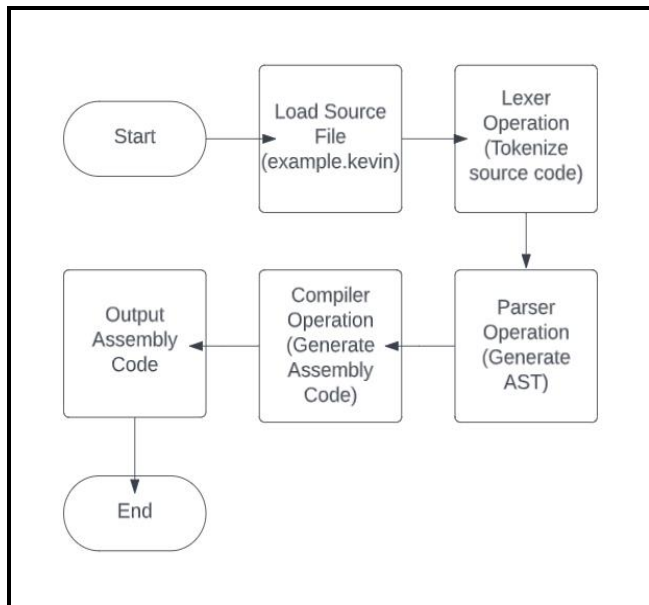 Start
Load Source
File
(example.kevin)
Lexer
Operation
(Tokenize
source code)
Parser
Operation
(Generate
AST)
Compiler
Operation
(Generate
Assembly
Code)
Output
Assembly
Code
End